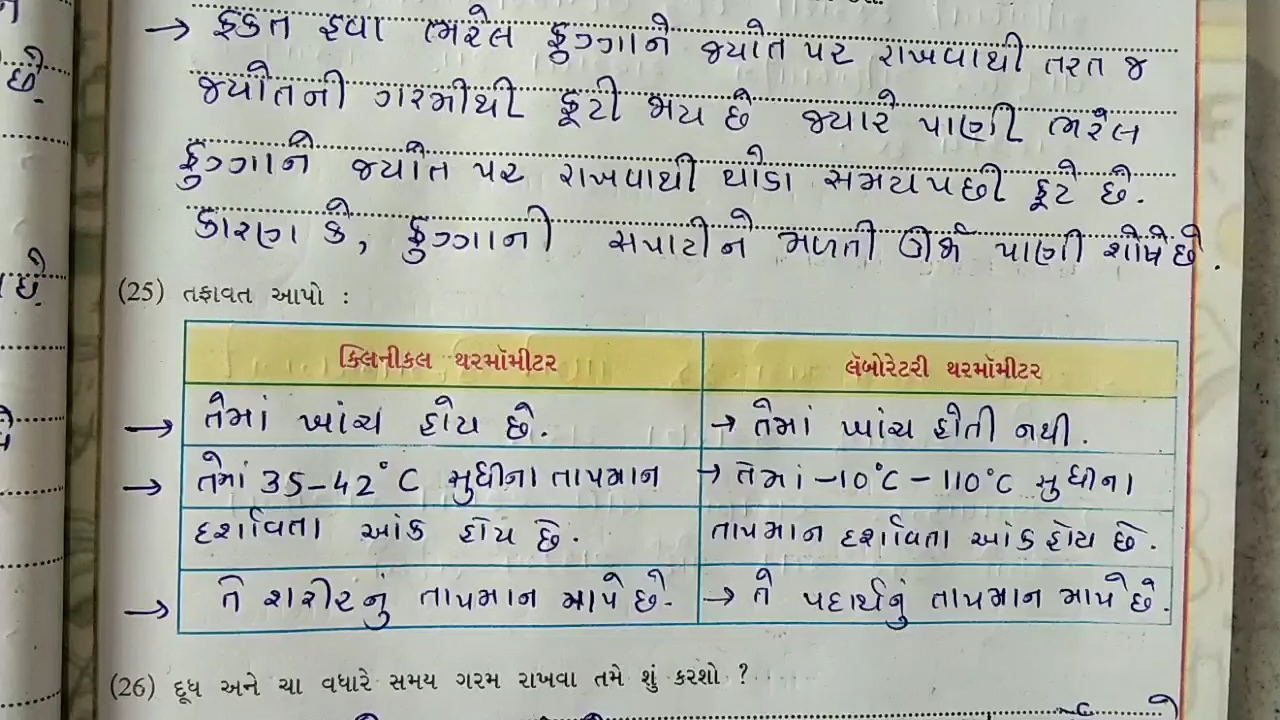 → ફક્ત હવા ભરેલ ફુગ્ગાને જ્યોત પર રાખવાથી તરત જ
જ્યોતની ગરમીથી ફૂટી જાય છે જ્યારે પાણી ભરેલ
ફુગ્ગાને જ્યોત પર રાખવાથી થોડા સમય પછી ફૂટે છે.
કારણ કે, ફુગ્ગાની સપાટીને મળતી ઊર્જા પાણી શોષે છે.
છે.
છે.
(25) તફાવત આપો :
ક્લિનીકલ થરમૉમીટર લૅબોરેટરી થરમૉમીટર
→ તેમાં ખાંચ હોય છે. → તેમાં ખાંચ હોતી નથી.
→ તેમાં 35-42°C સુધીના તાપમાન → તેમાં -10°C - 110°C સુધીના
દર્શાવતા આંક હોય છે. તાપમાન દર્શાવતા આંક હોય છે.
→ તે શરીરનું તાપમાન માપે છે. → તે પદાર્થનું તાપમાન માપે છે.
(26) દૂધ અને ચા વધારે સમય ગરમ રાખવા તમે શું કરશો ?